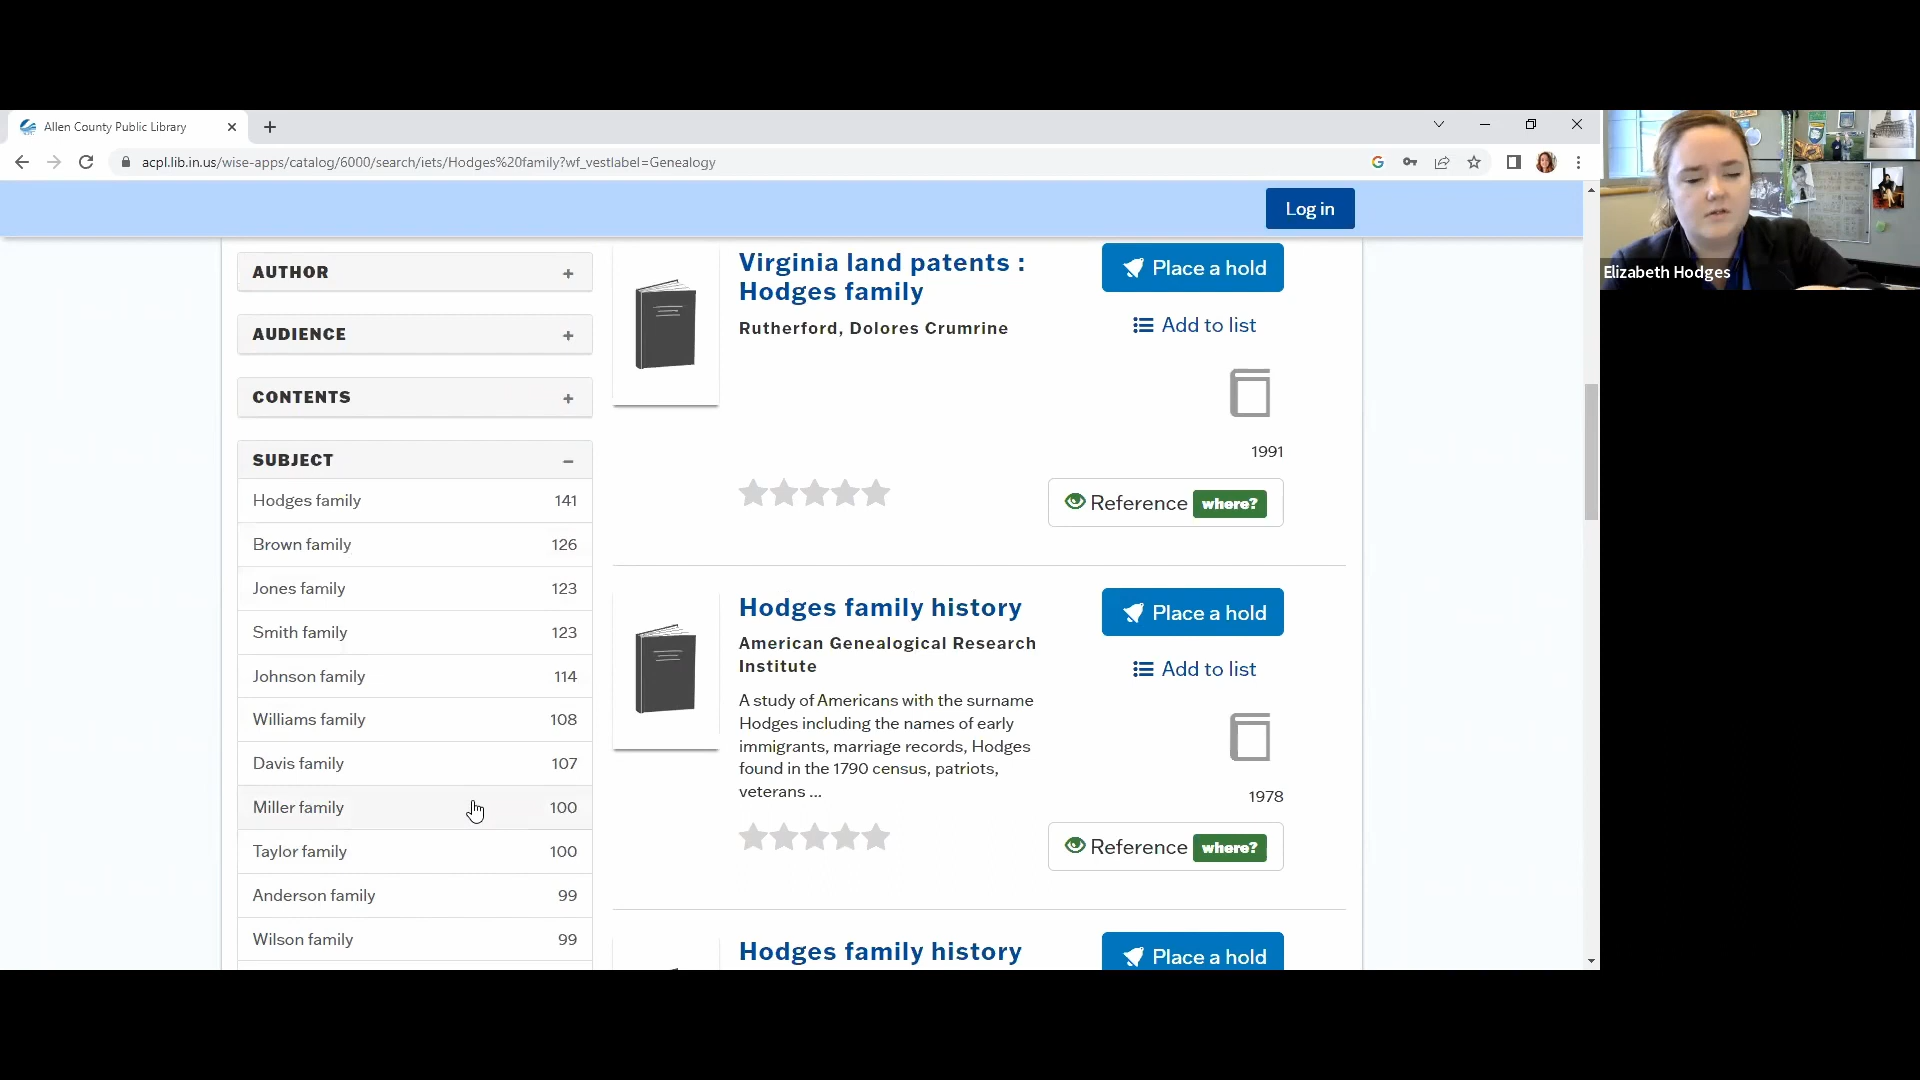 Allen County Public Library
acpl.lib.in.us/wise-apps/catalog/6000/search/iets/Hodges%20family?wf_vestlabel=Genealogy
Log in
AUTHOR
AUDIENCE
CONTENTS
SUBJECT
Hodges family 141
Brown family 126
Jones family 123
Smith family 123
Johnson family 114
Williams family 108
Davis family 107
Miller family 100
Taylor family 100
Anderson family 99
Wilson family 99
Virginia land patents :
Hodges family
Rutherford, Dolores Crumrine
Place a hold
Add to list
1991
Reference where?
Hodges family history
American Genealogical Research
Institute
A study of Americans with the surname
Hodges including the names of early
immigrants, marriage records, Hodges
found in the 1790 census, patriots,
veterans ...
Place a hold
Add to list
1978
Reference where?
Hodges family history
Place a hold
Elizabeth Hodges